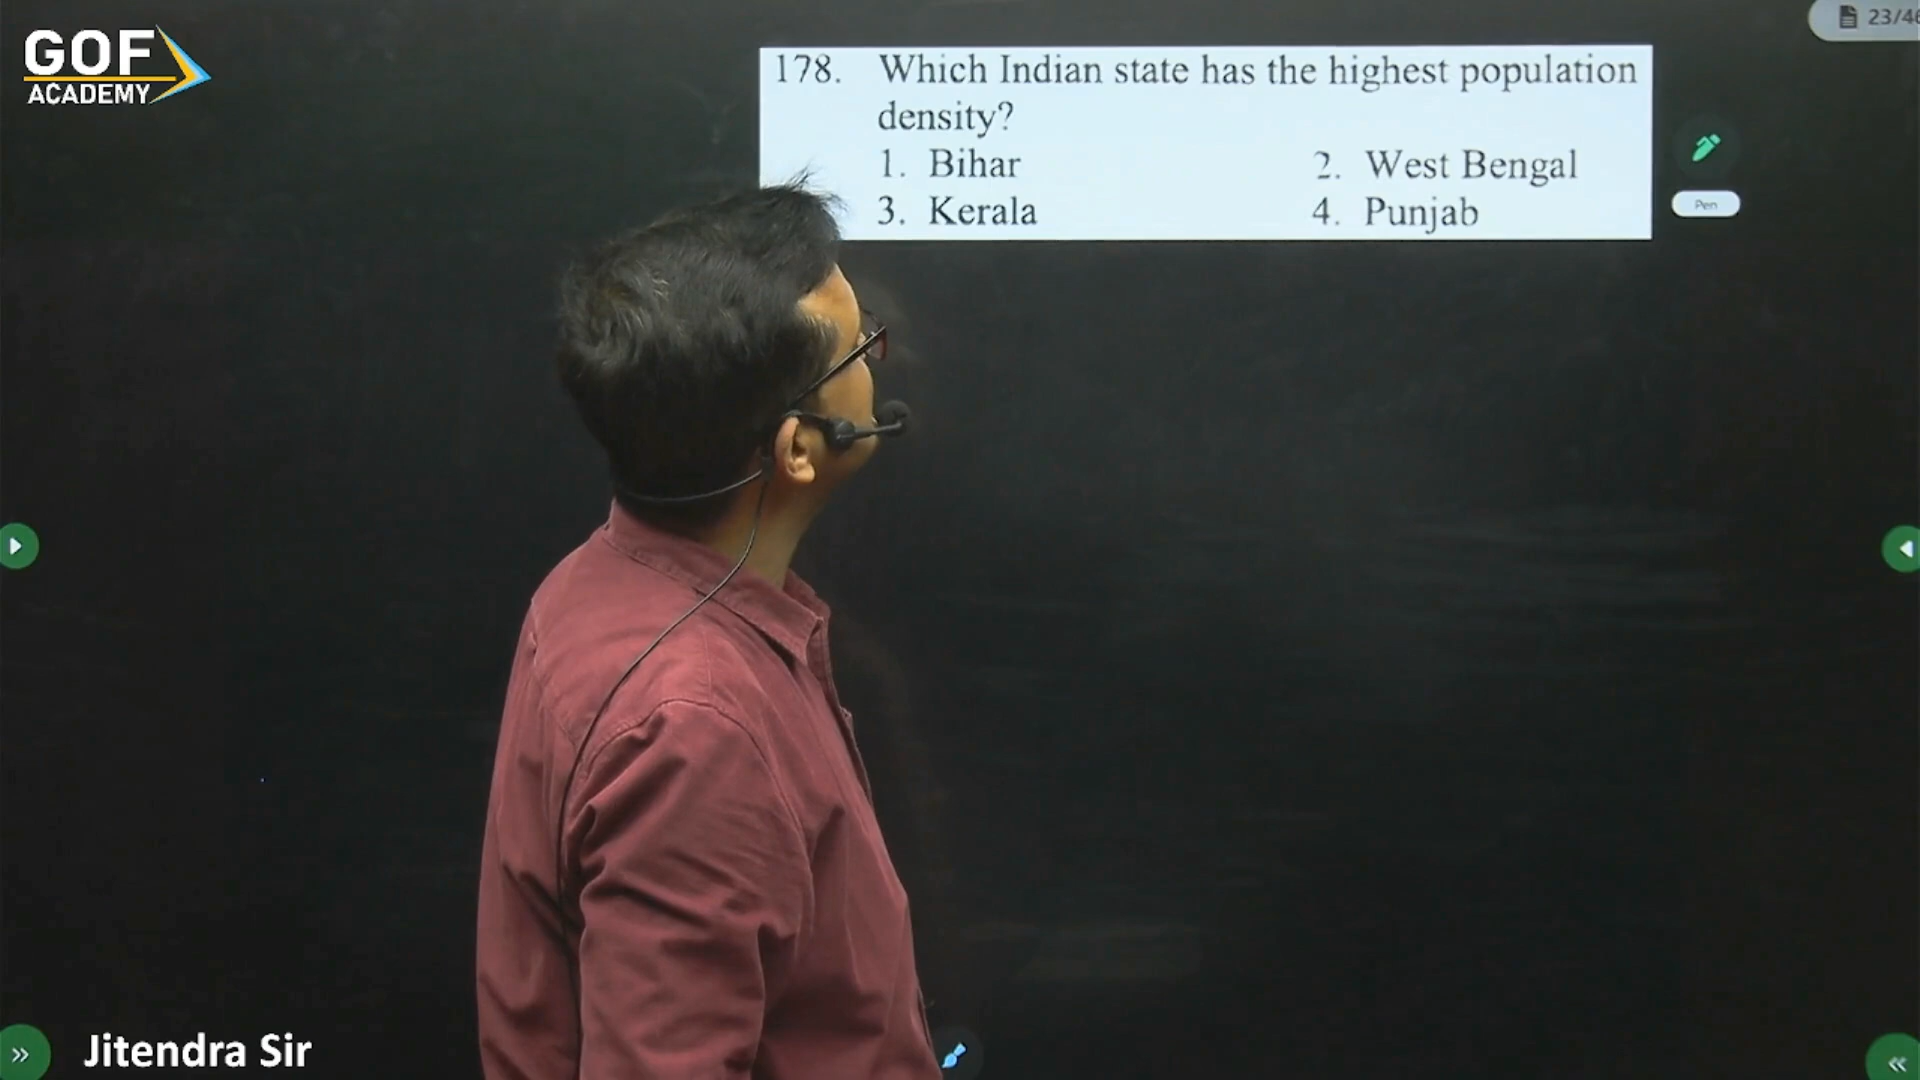 GOF
ACADEMY
23/46
178. Which Indian state has the highest population
density?
1. Bihar 2. West Bengal
3. Kerala 4. Punjab
Pen
Jitendra Sir